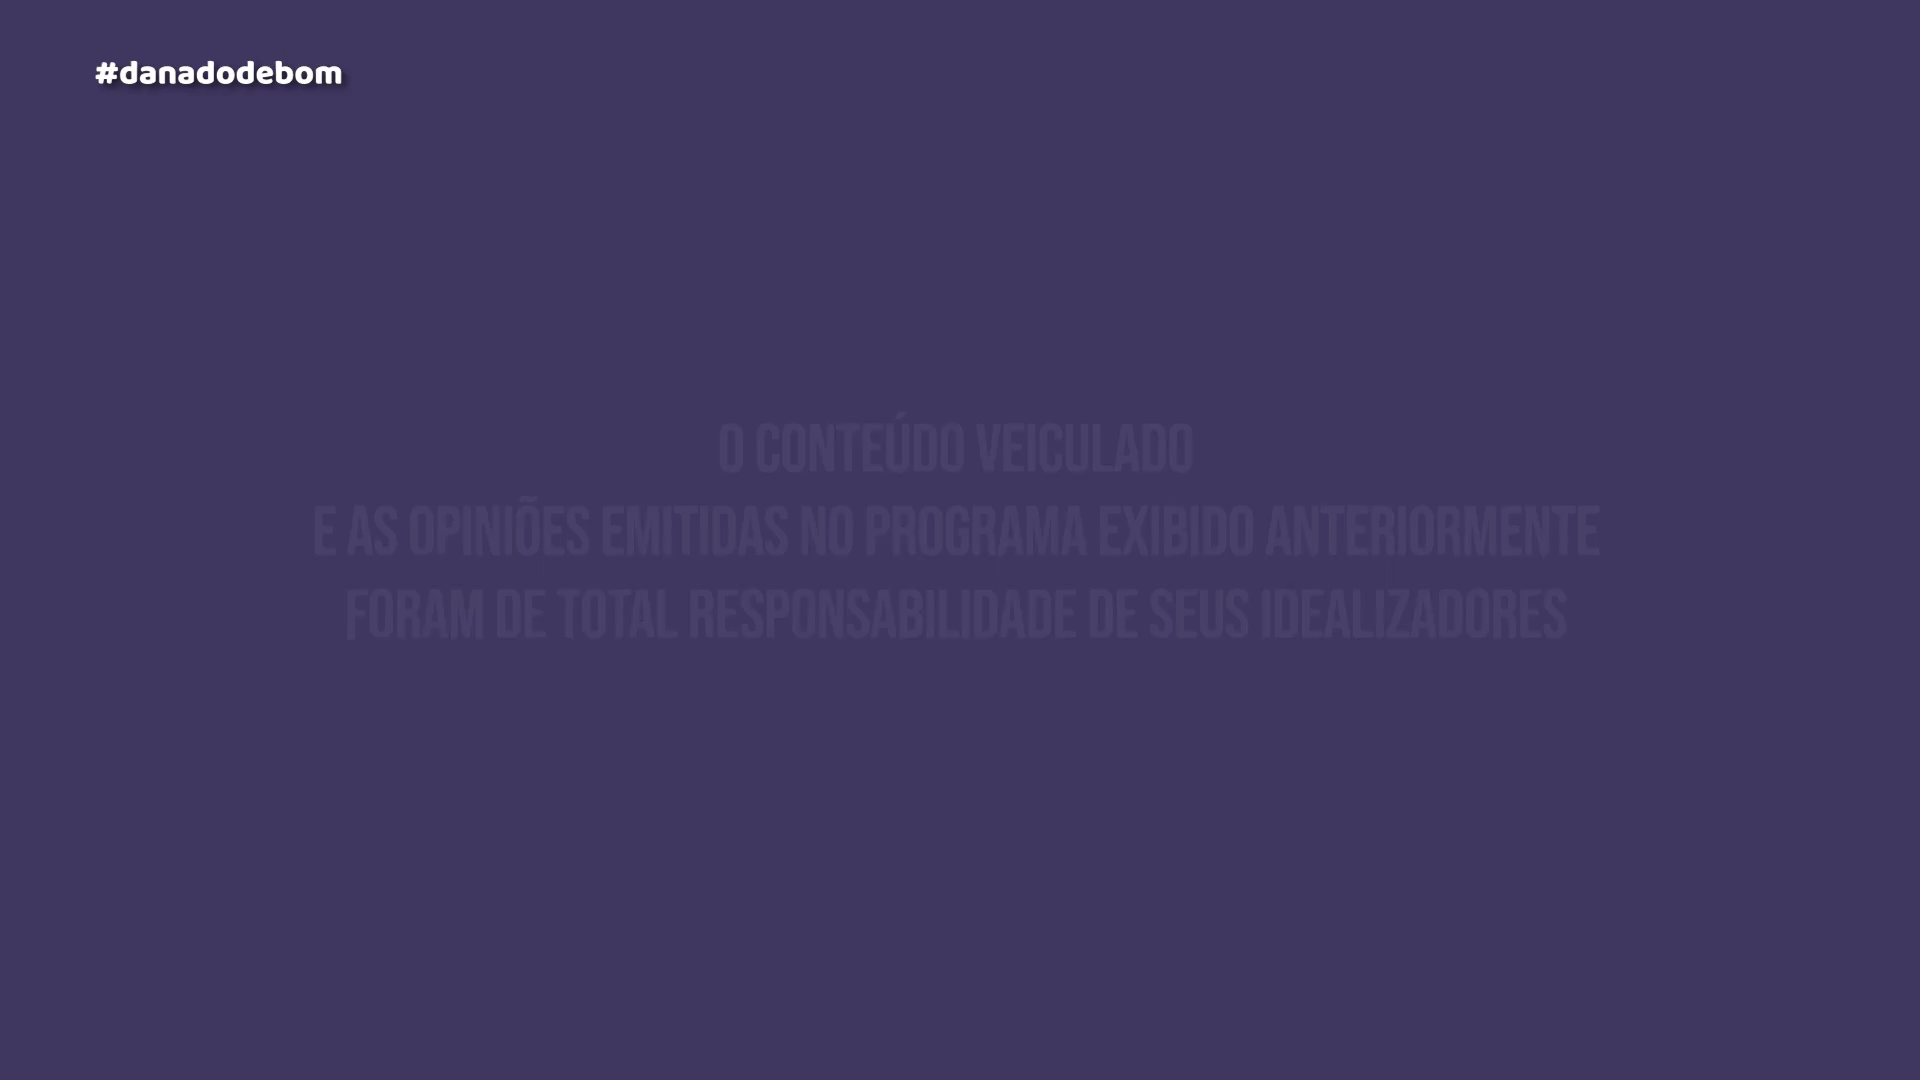 #danadodebom
O CONTEÚDO VEICULADO
E AS OPINIÕES EMITIDAS NO PROGRAMA EXIBIDO ANTERIORMENTE
FORAM DE TOTAL RESPONSABILIDADE DE SEUS IDEALIZADORES